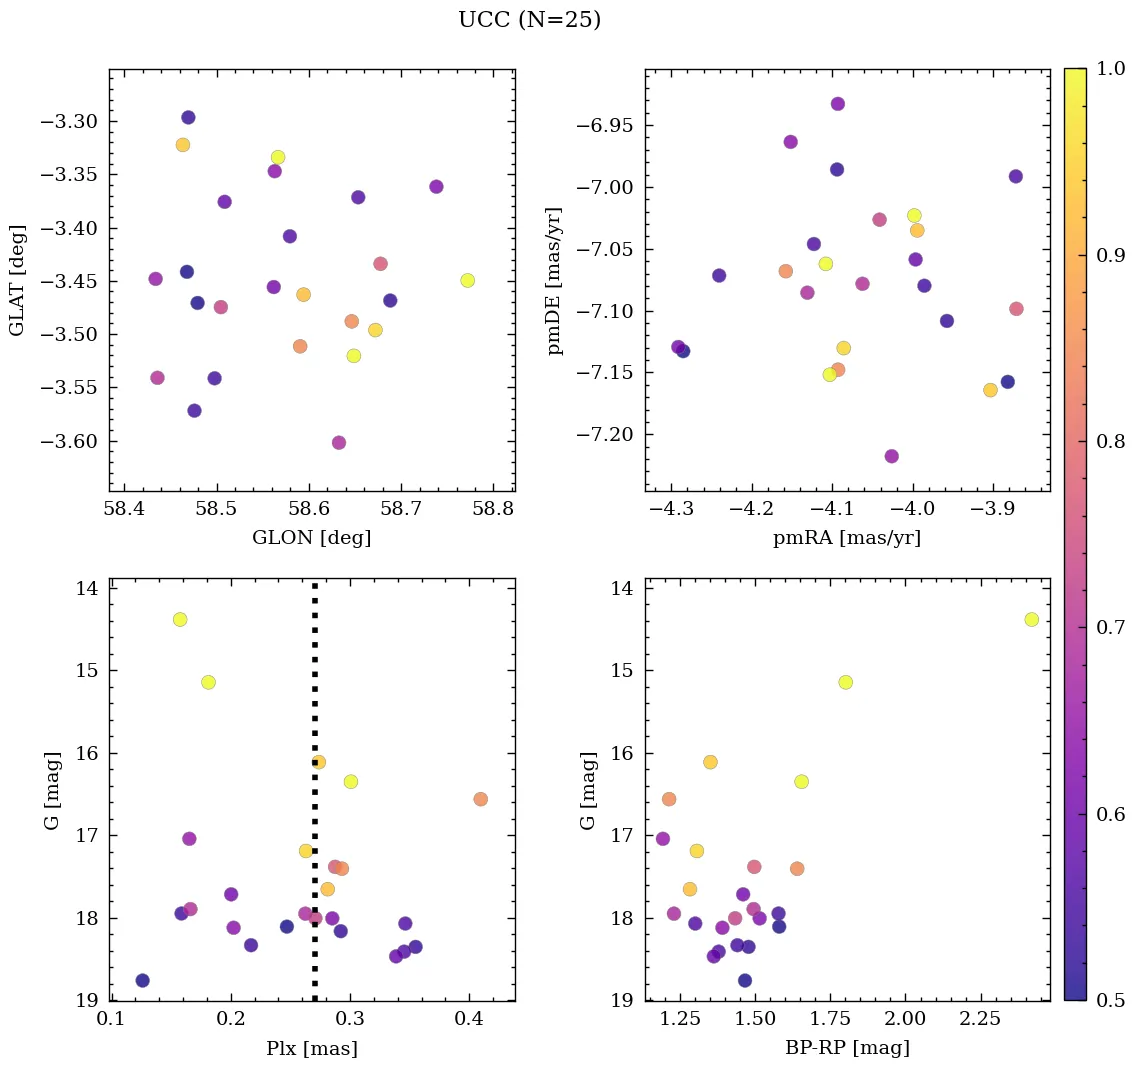 UCC (N=25)
−3.30
−3.35
−3.40
−3.45
−3.50
−3.55
−3.60
GLAT [deg]
58.4 58.5 58.6 58.7 58.8
GLON [deg]
−6.95
−7.00
−7.05
−7.10
−7.15
−7.20
pmDE [mas/yr]
−4.3 −4.2 −4.1 −4.0 −3.9
pmRA [mas/yr]
1.0
0.9
0.8
0.7
0.6
0.5
14
15
16
17
18
19
G [mag]
0.1 0.2 0.3 0.4
Plx [mas]
14
15
16
17
18
19
G [mag]
1.25 1.50 1.75 2.00 2.25
BP-RP [mag]